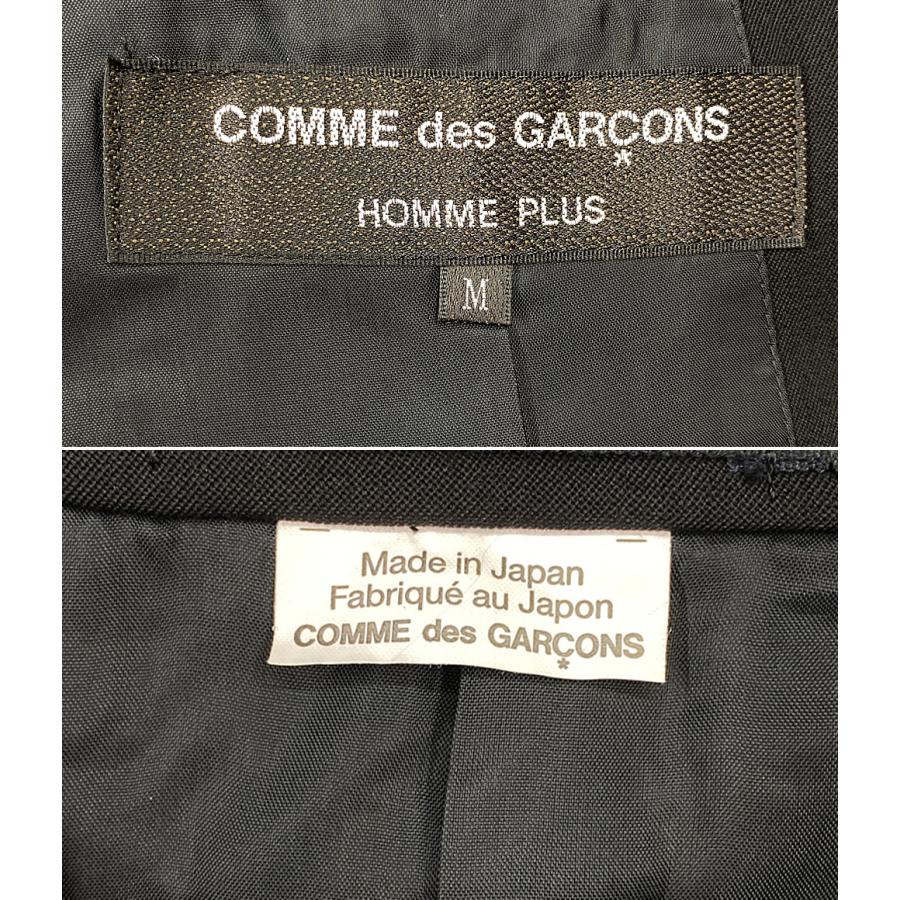 COMME des GARÇONS
HOMME PLUS
M
Made in Japan
Fabriqué au Japon
COMME des GARÇONS